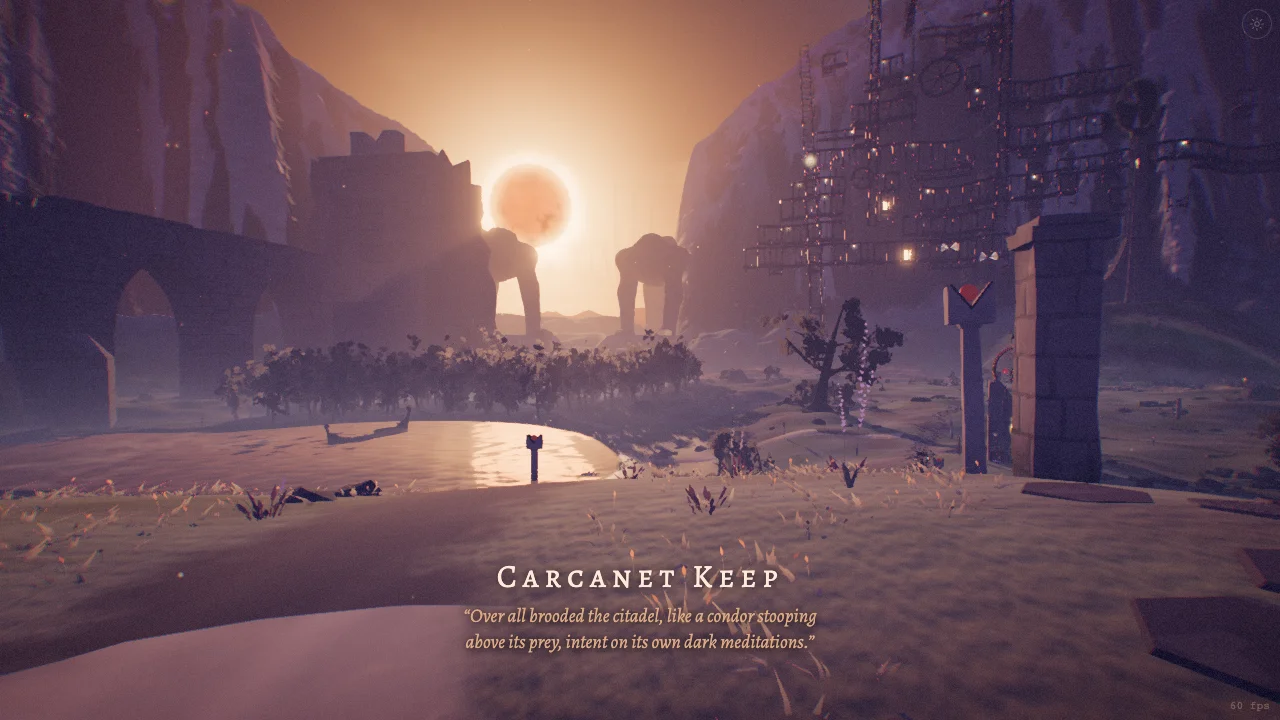 Carcanet Keep
“Over all brooded the citadel, like a condor stooping
above its prey, intent on its own dark meditations.”
60 fps